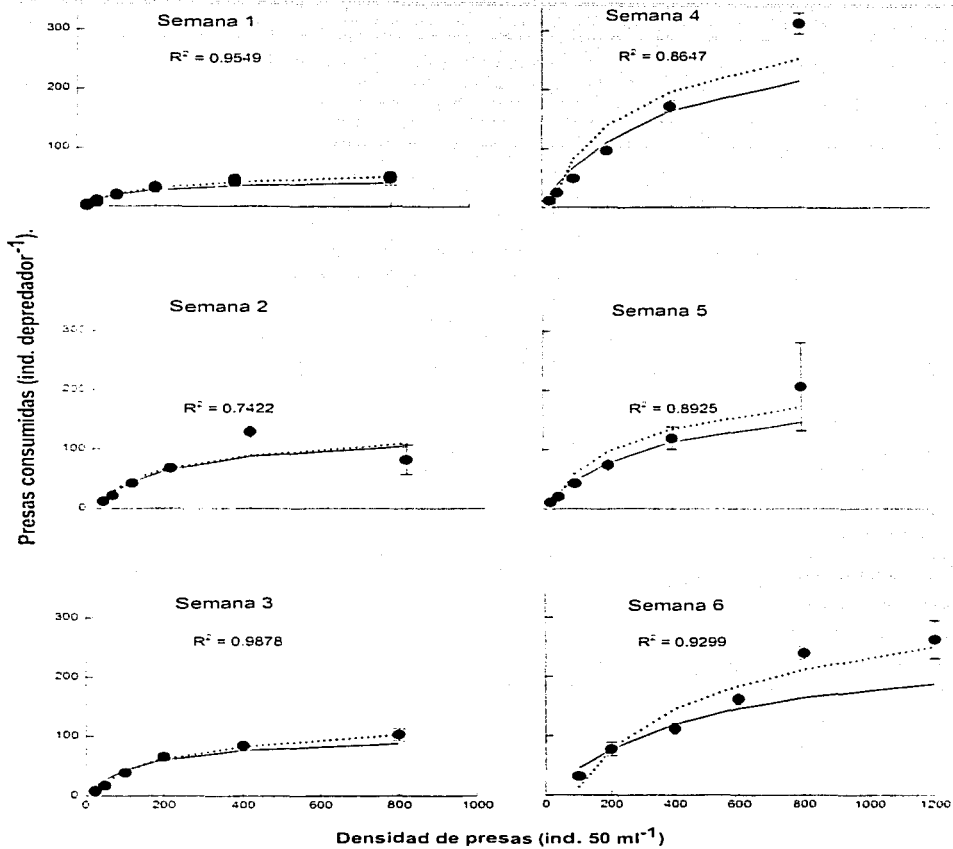 Presas consumidas (ind. depredador⁻¹).
Semana 1
R² = 0.9549
300
200
100
0
Semana 4
R² = 0.8647
Semana 2
R² = 0.7422
300
200
100
0
Semana 5
R² = 0.8925
Semana 3
R² = 0.9878
300
200
100
0
0 200 400 600 800 1000
Semana 6
R² = 0.9299
0 200 400 600 800 1000 1200
Densidad de presas (ind. 50 ml⁻¹)